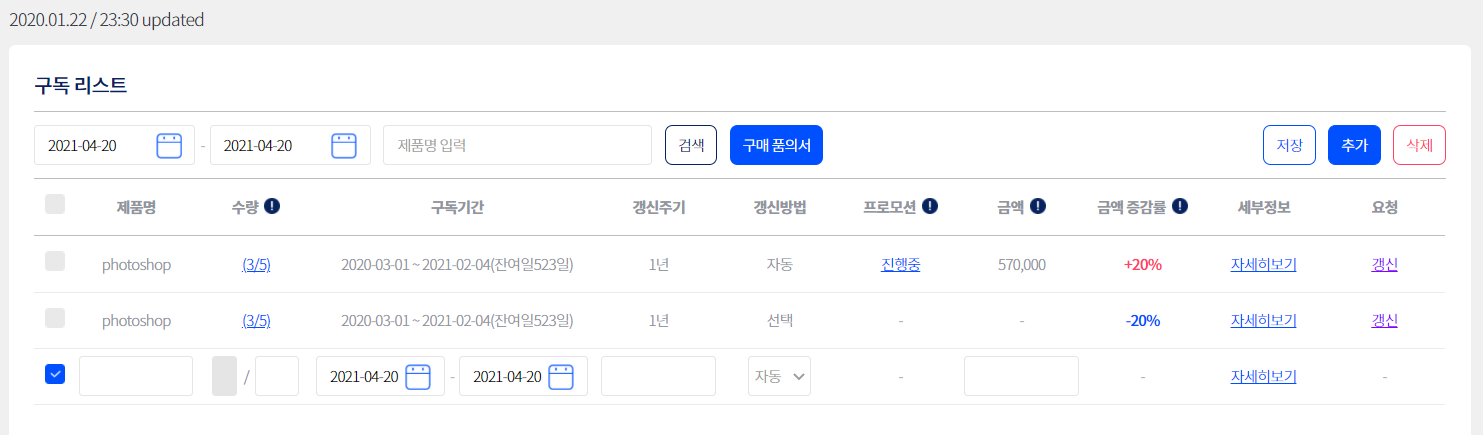 2020.01.22 / 23:30 updated
구독 리스트
2021-04-20 - 2021-04-20 제품명 입력 검색 구매 품의서 저장 추가 삭제
제품명 수량 ! 구독기간 갱신주기 갱신방법 프로모션 ! 금액 ! 금액 증감률 ! 세부정보 요청
photoshop (3/5) 2020-03-01 ~ 2021-02-04(잔여일523일) 1년 자동 진행중 570,000 +20% 자세히보기 갱신
photoshop (3/5) 2020-03-01 ~ 2021-02-04(잔여일523일) 1년 선택 - - -20% 자세히보기 갱신
/ 2021-04-20 - 2021-04-20 자동 - - 자세히보기 -